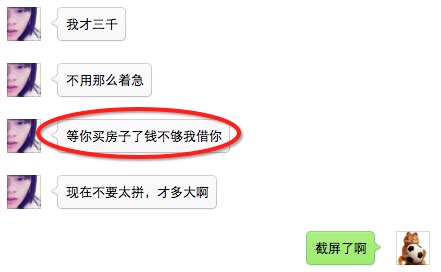 我才三千
不用那么着急
等你买房子了钱不够我借你
现在不要太拼，才多大啊
截屏了啊